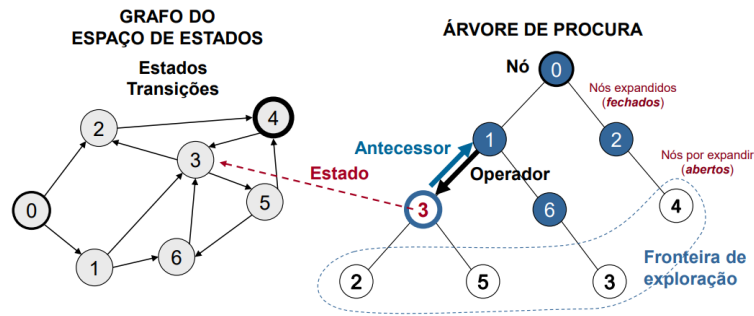 GRAFO DO
ESPAÇO DE ESTADOS
Estados
Transições
0
1
2
3
4
5
6
Estado
ÁRVORE DE PROCURA
Nó
0
Nós expandidos
(fechados)
1
2
Antecessor
Operador
Nós por expandir
(abertos)
3
6
4
2
5
3
Fronteira de
exploração